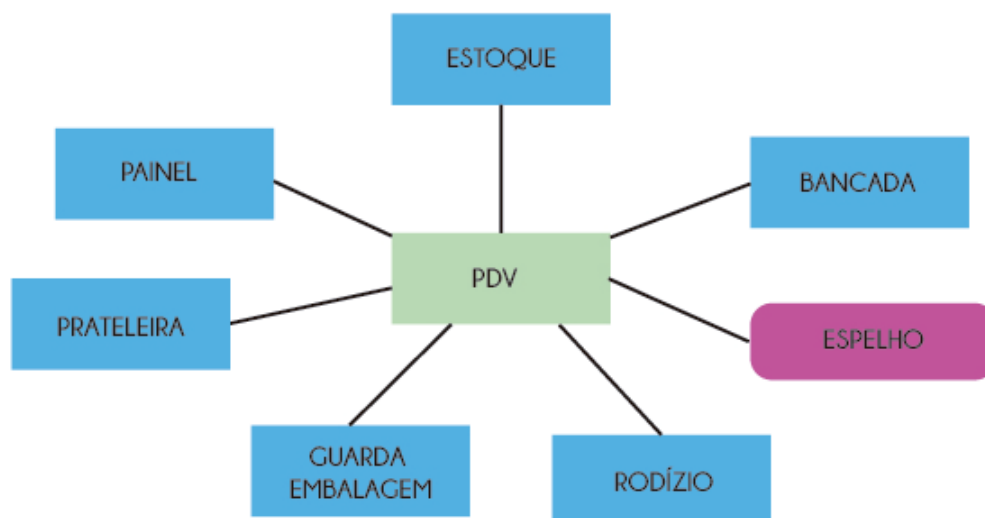 ESTOQUE
PAINEL
BANCADA
PDV
PRATELEIRA
ESPELHO
GUARDA
EMBALAGEM
RODÍZIO